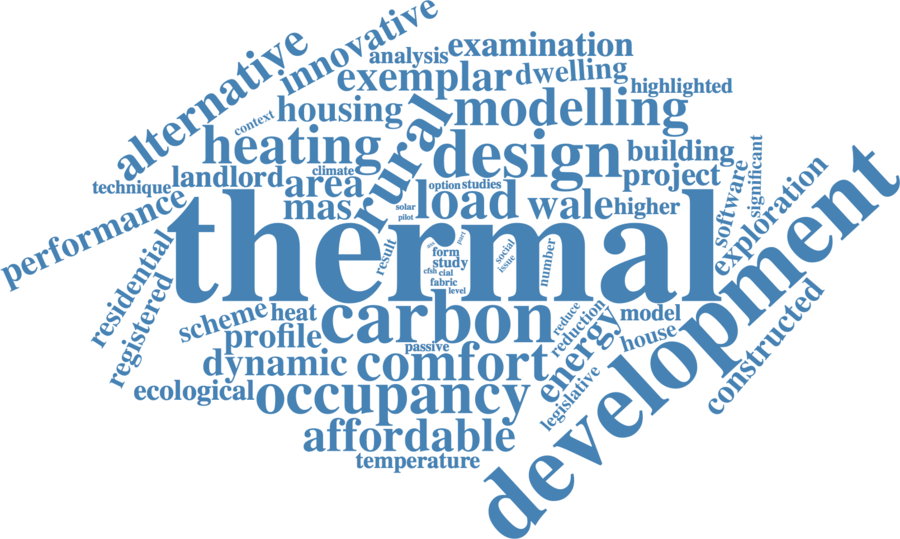 innovative
alternative
analysis
examination
exemplar
dwelling
highlighted
context
housing
rural
modelling
heating
design
building
significant
technique
landlord
climate
area
option
studies
project
software
exploration
performance
mas
solar
pilot
load
wale
higher
thermal
development
residential
registered
result
part
form
study
cfsh
cial
fabric
level
social
issue
number
scheme
heat
profile
carbon
passive
reduce
reduction
energy
model
house
constructed
dynamic
comfort
legislative
ecological
occupancy
affordable
temperature